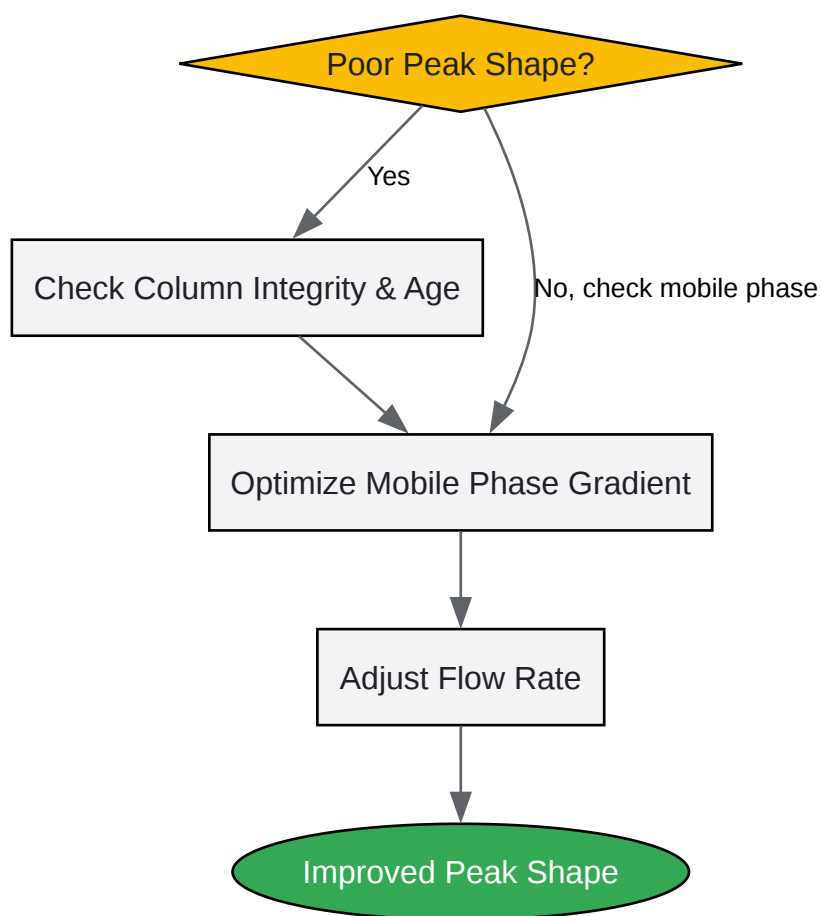 Poor Peak Shape?
Yes
Check Column Integrity & Age
No, check mobile phase
Optimize Mobile Phase Gradient
Adjust Flow Rate
Improved Peak Shape